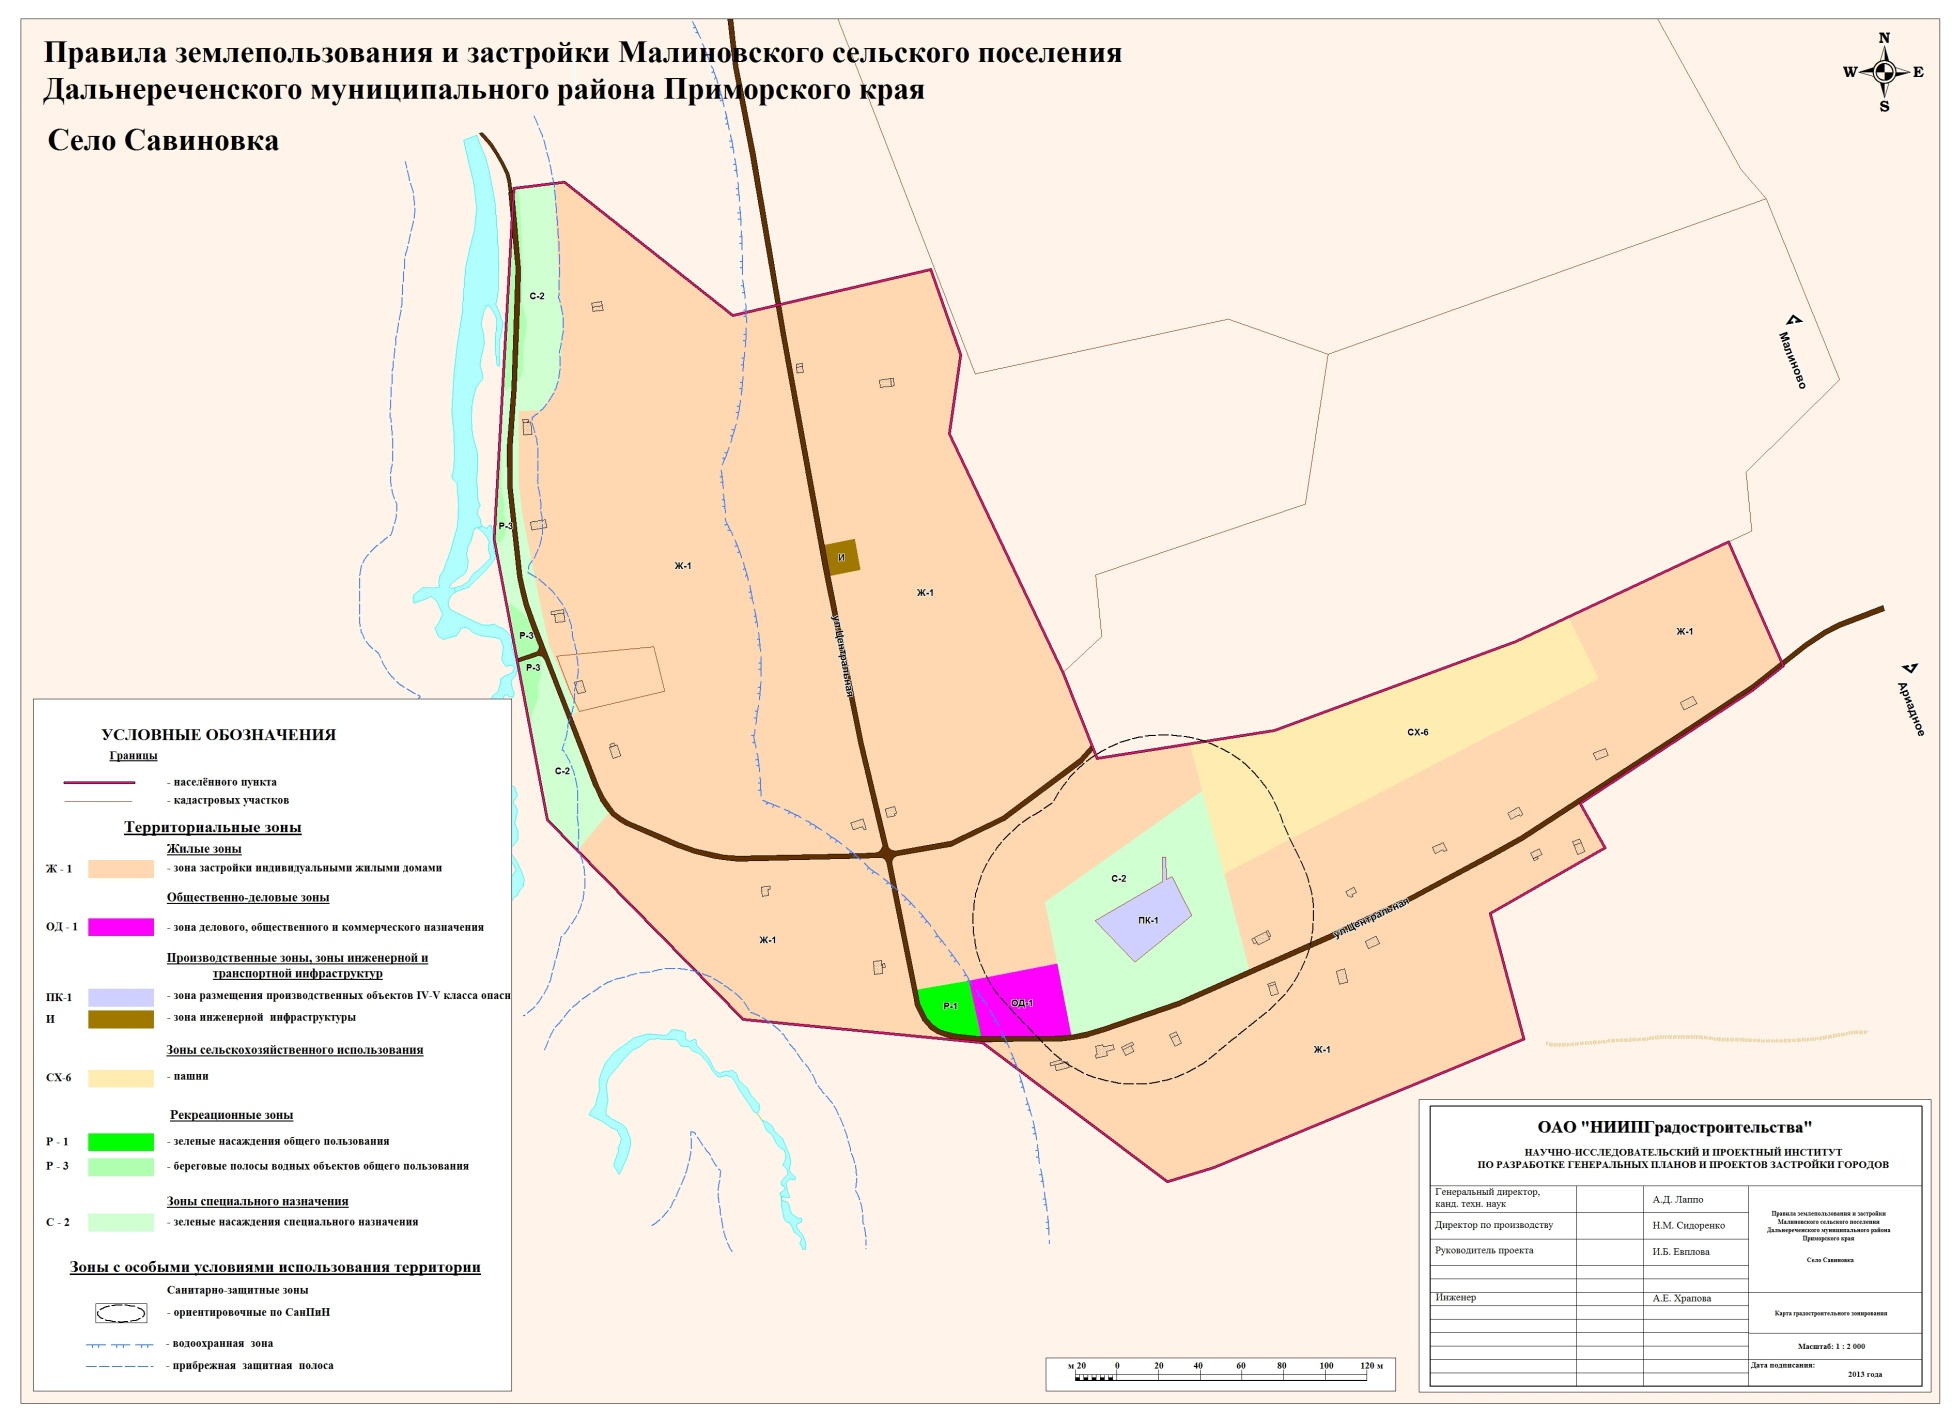 Правила землепользования и застройки Малиновского сельского поселения
Дальнереченского муниципального района Приморского края
Село Савиновка
N
W E
S
С-2
Малиново
Р-3
И
Ж-1
Ж-1
ул.Центральная
Р-3
Ж-1
Р-3
Ариадное
СХ-6
С-2
С-2
ПК-1
ул.Центральная
Ж-1
Р-1
ОД-1
Ж-1
УСЛОВНЫЕ ОБОЗНАЧЕНИЯ
Границы
- населённого пункта
- кадастровых участков
Территориальные зоны
Жилые зоны
Ж - 1 - зона застройки индивидуальными жилыми домами
Общественно-деловые зоны
ОД - 1 - зона делового, общественного и коммерческого назначения
Производственные зоны, зоны инженерной и
транспортной инфраструктур
ПК-1 - зона размещения производственных объектов IV-V класса опасн
И - зона инженерной инфраструктуры
Зоны сельскохозяйственного использования
СХ-6 - пашни
Рекреационные зоны
Р - 1 - зеленые насаждения общего пользования
Р - 3 - береговые полосы водных объектов общего пользования
Зоны специального назначения
С - 2 - зеленые насаждения специального назначения
Зоны с особыми условиями использования территории
Санитарно-защитные зоны
- ориентировочные по СанПиН
- водоохранная зона
- прибрежная защитная полоса
м 20 0 20 40 60 80 100 120 м
ОАО "НИИПГрадостроительства"
НАУЧНО-ИССЛЕДОВАТЕЛЬСКИЙ И ПРОЕКТНЫЙ ИНСТИТУТ
ПО РАЗРАБОТКЕ ГЕНЕРАЛЬНЫХ ПЛАНОВ И ПРОЕКТОВ ЗАСТРОЙКИ ГОРОДОВ
Генеральный директор,
канд. техн. наук А.Д. Лаппо
Директор по производству Н.М. Сидоренко
Руководитель проекта И.Б. Евплова
Инженер А.Е. Храпова
Правила землепользования и застройки
Малиновского сельского поселения
Дальнереченского муниципального района
Приморского края
Село Савиновка
Карта градостроительного зонирования
Масштаб: 1 : 2 000
Дата подписания:
2013 года